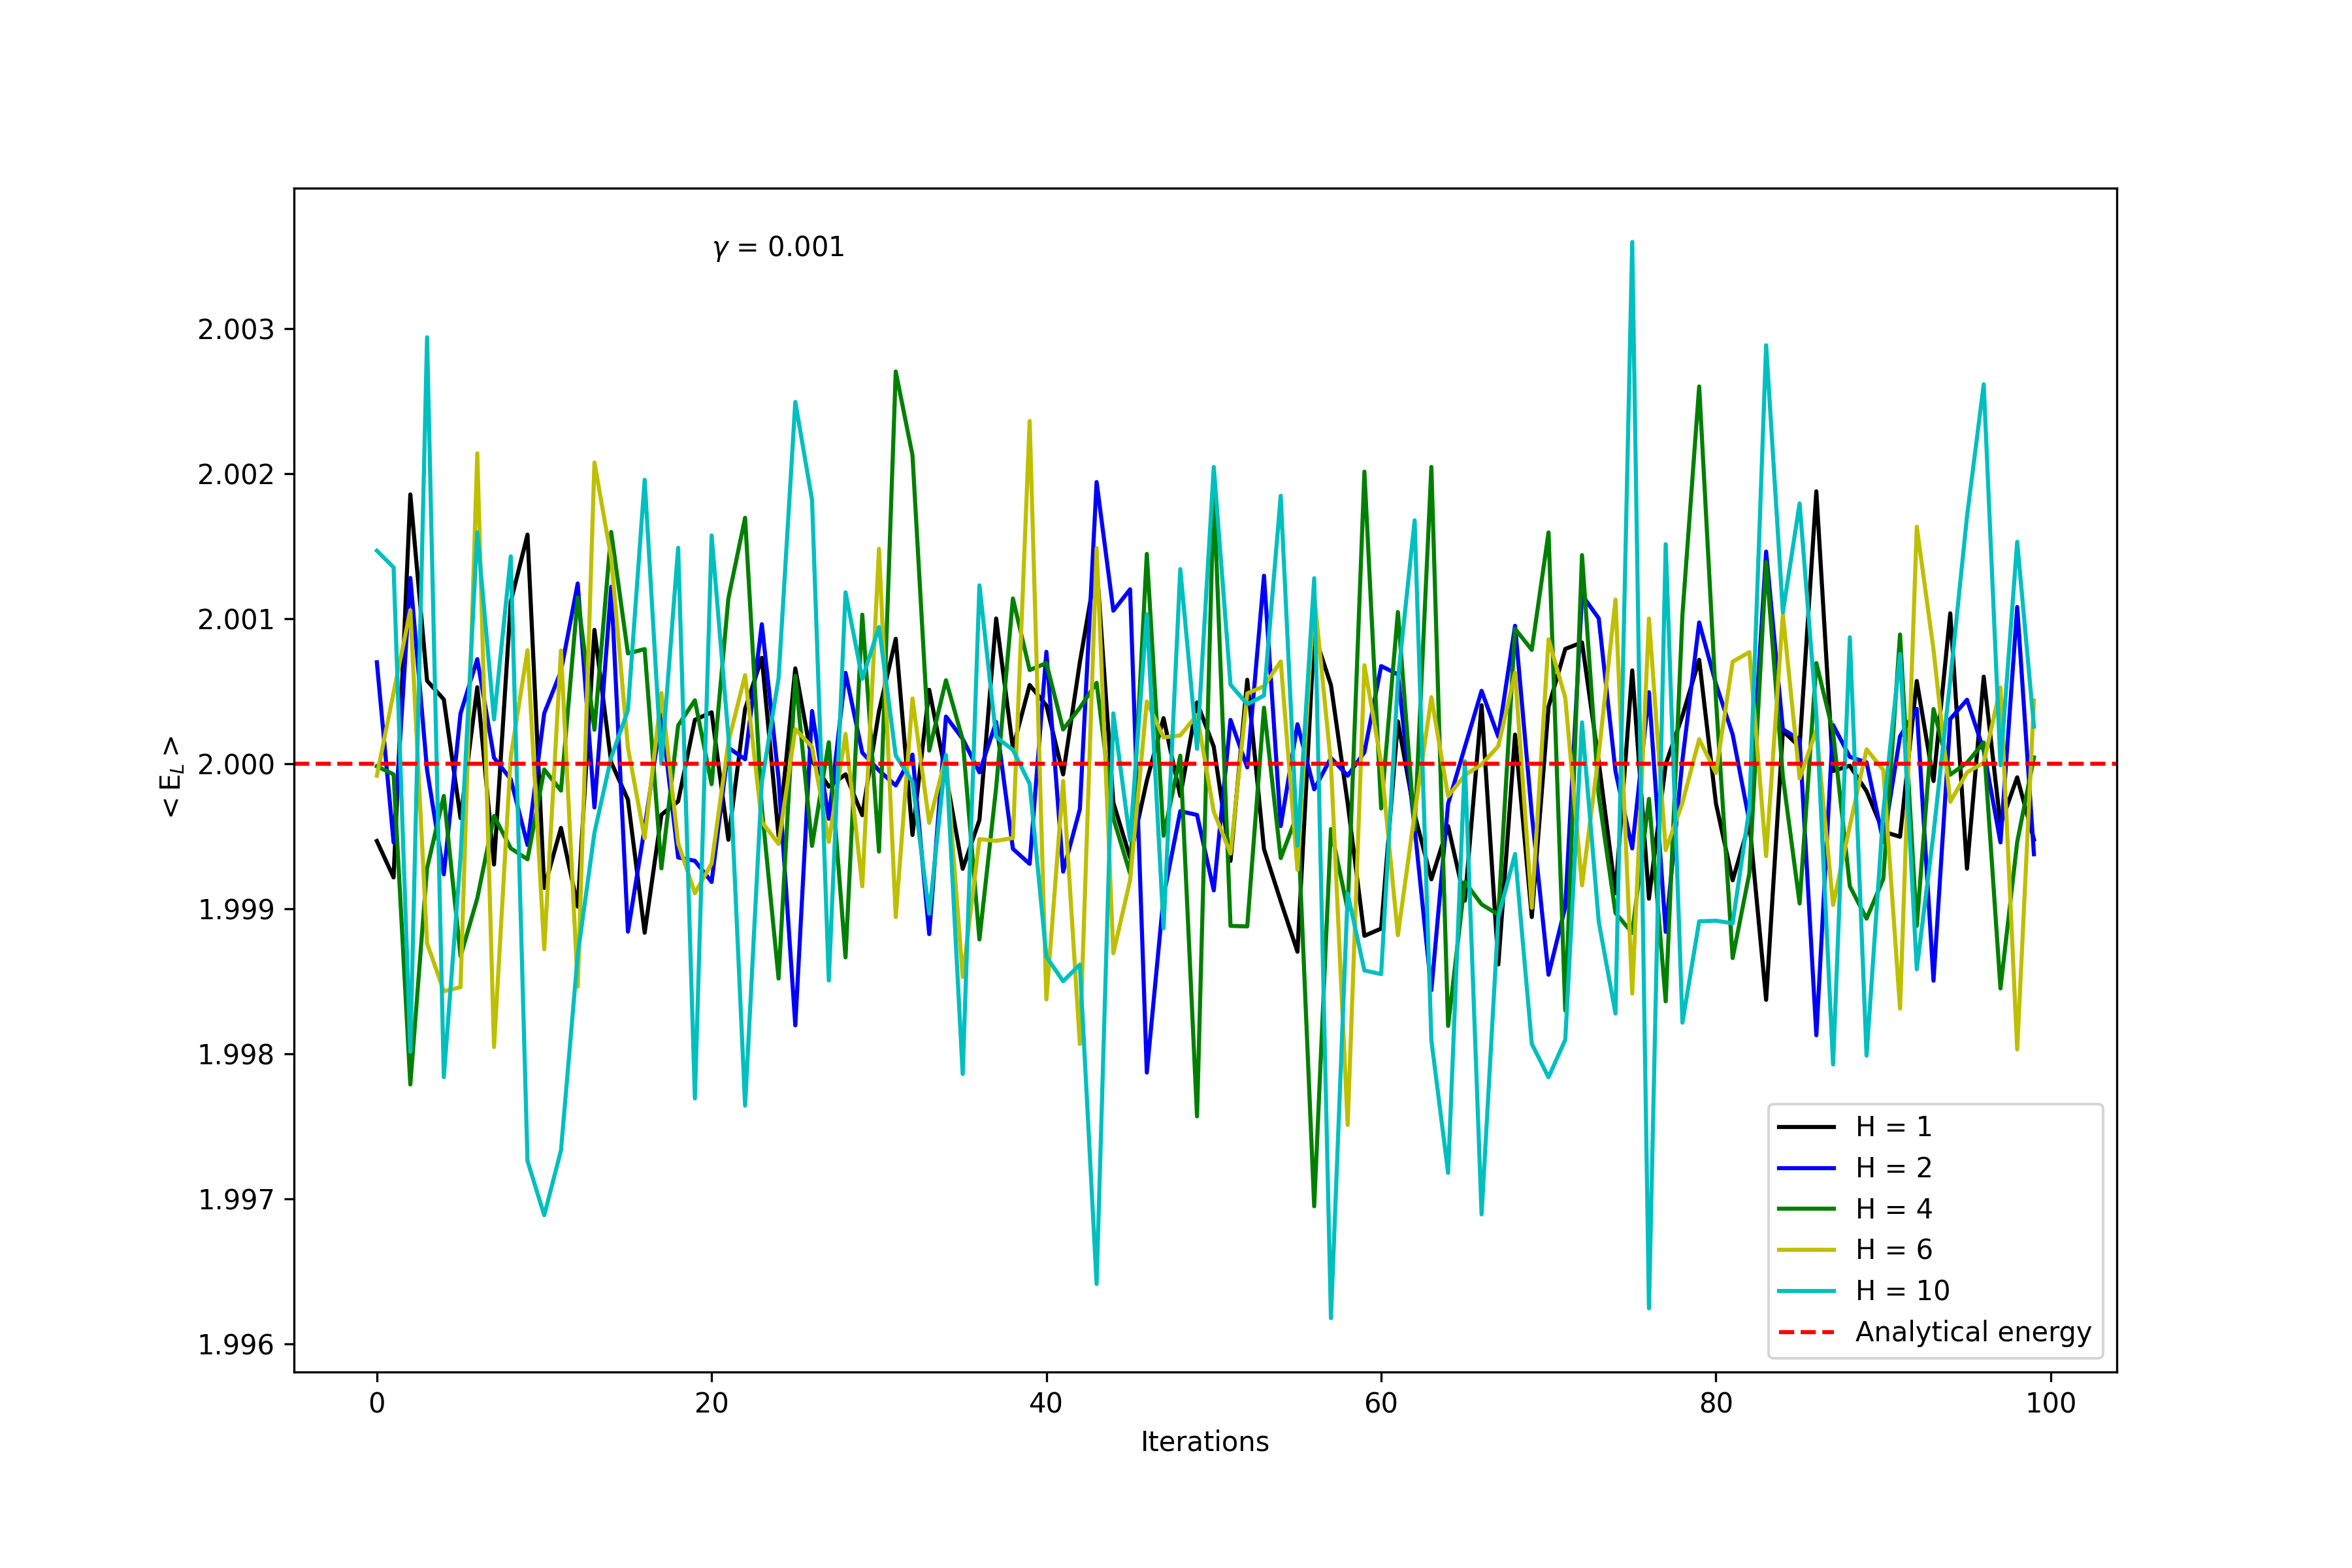 γ = 0.001
2.003
2.002
2.001
2.000
1.999
1.998
1.997
1.996
< E_L >
0 20 40 60 80 100
Iterations
H = 1
H = 2
H = 4
H = 6
H = 10
Analytical energy